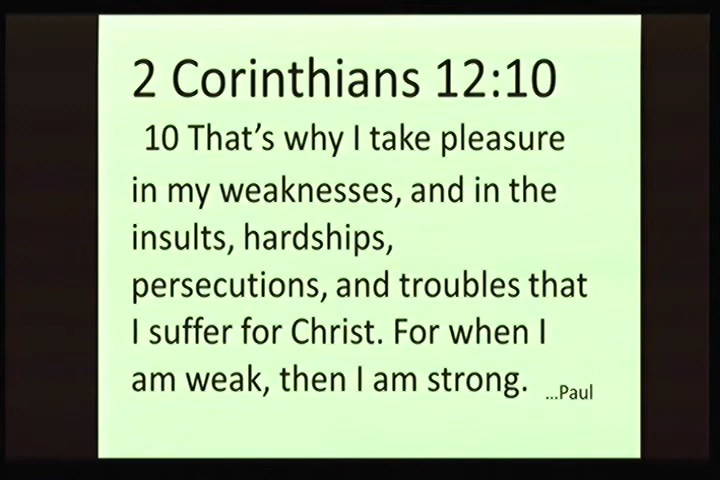 2 Corinthians 12:10
10 That's why I take pleasure
in my weaknesses, and in the
insults, hardships,
persecutions, and troubles that
I suffer for Christ. For when I
am weak, then I am strong. ...Paul